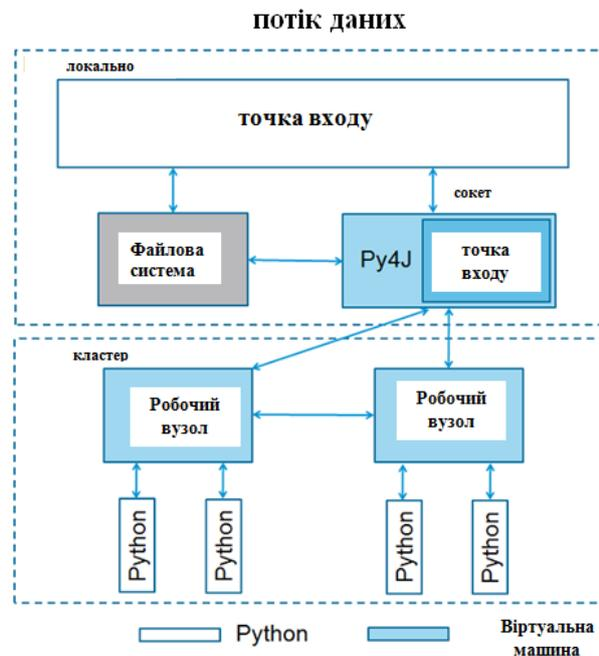 потік даних
локально
точка входу
сокет
Файлова
система
Py4J
точка
входу
кластер
Робочий
вузол
Робочий
вузол
Python
Python
Python
Python
Python
Віртуальна
машина